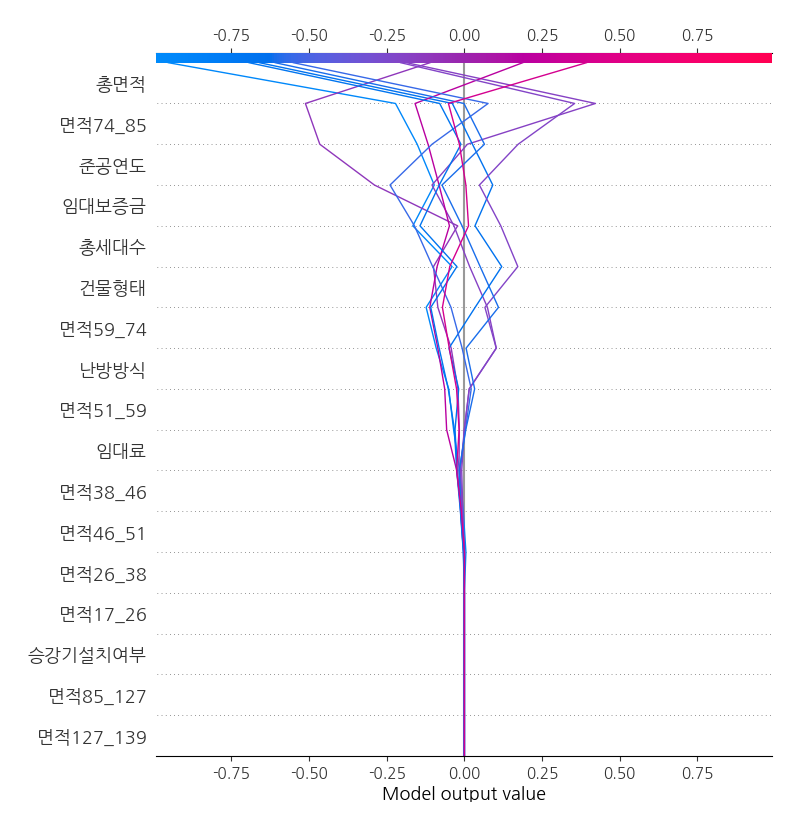 -0.75 -0.50 -0.25 0.00 0.25 0.50 0.75
총면적
면적74_85
준공연도
임대보증금
총세대수
건물형태
면적59_74
난방방식
면적51_59
임대료
면적38_46
면적46_51
면적26_38
면적17_26
승강기설치여부
면적85_127
면적127_139
-0.75 -0.50 -0.25 0.00 0.25 0.50 0.75
Model output value